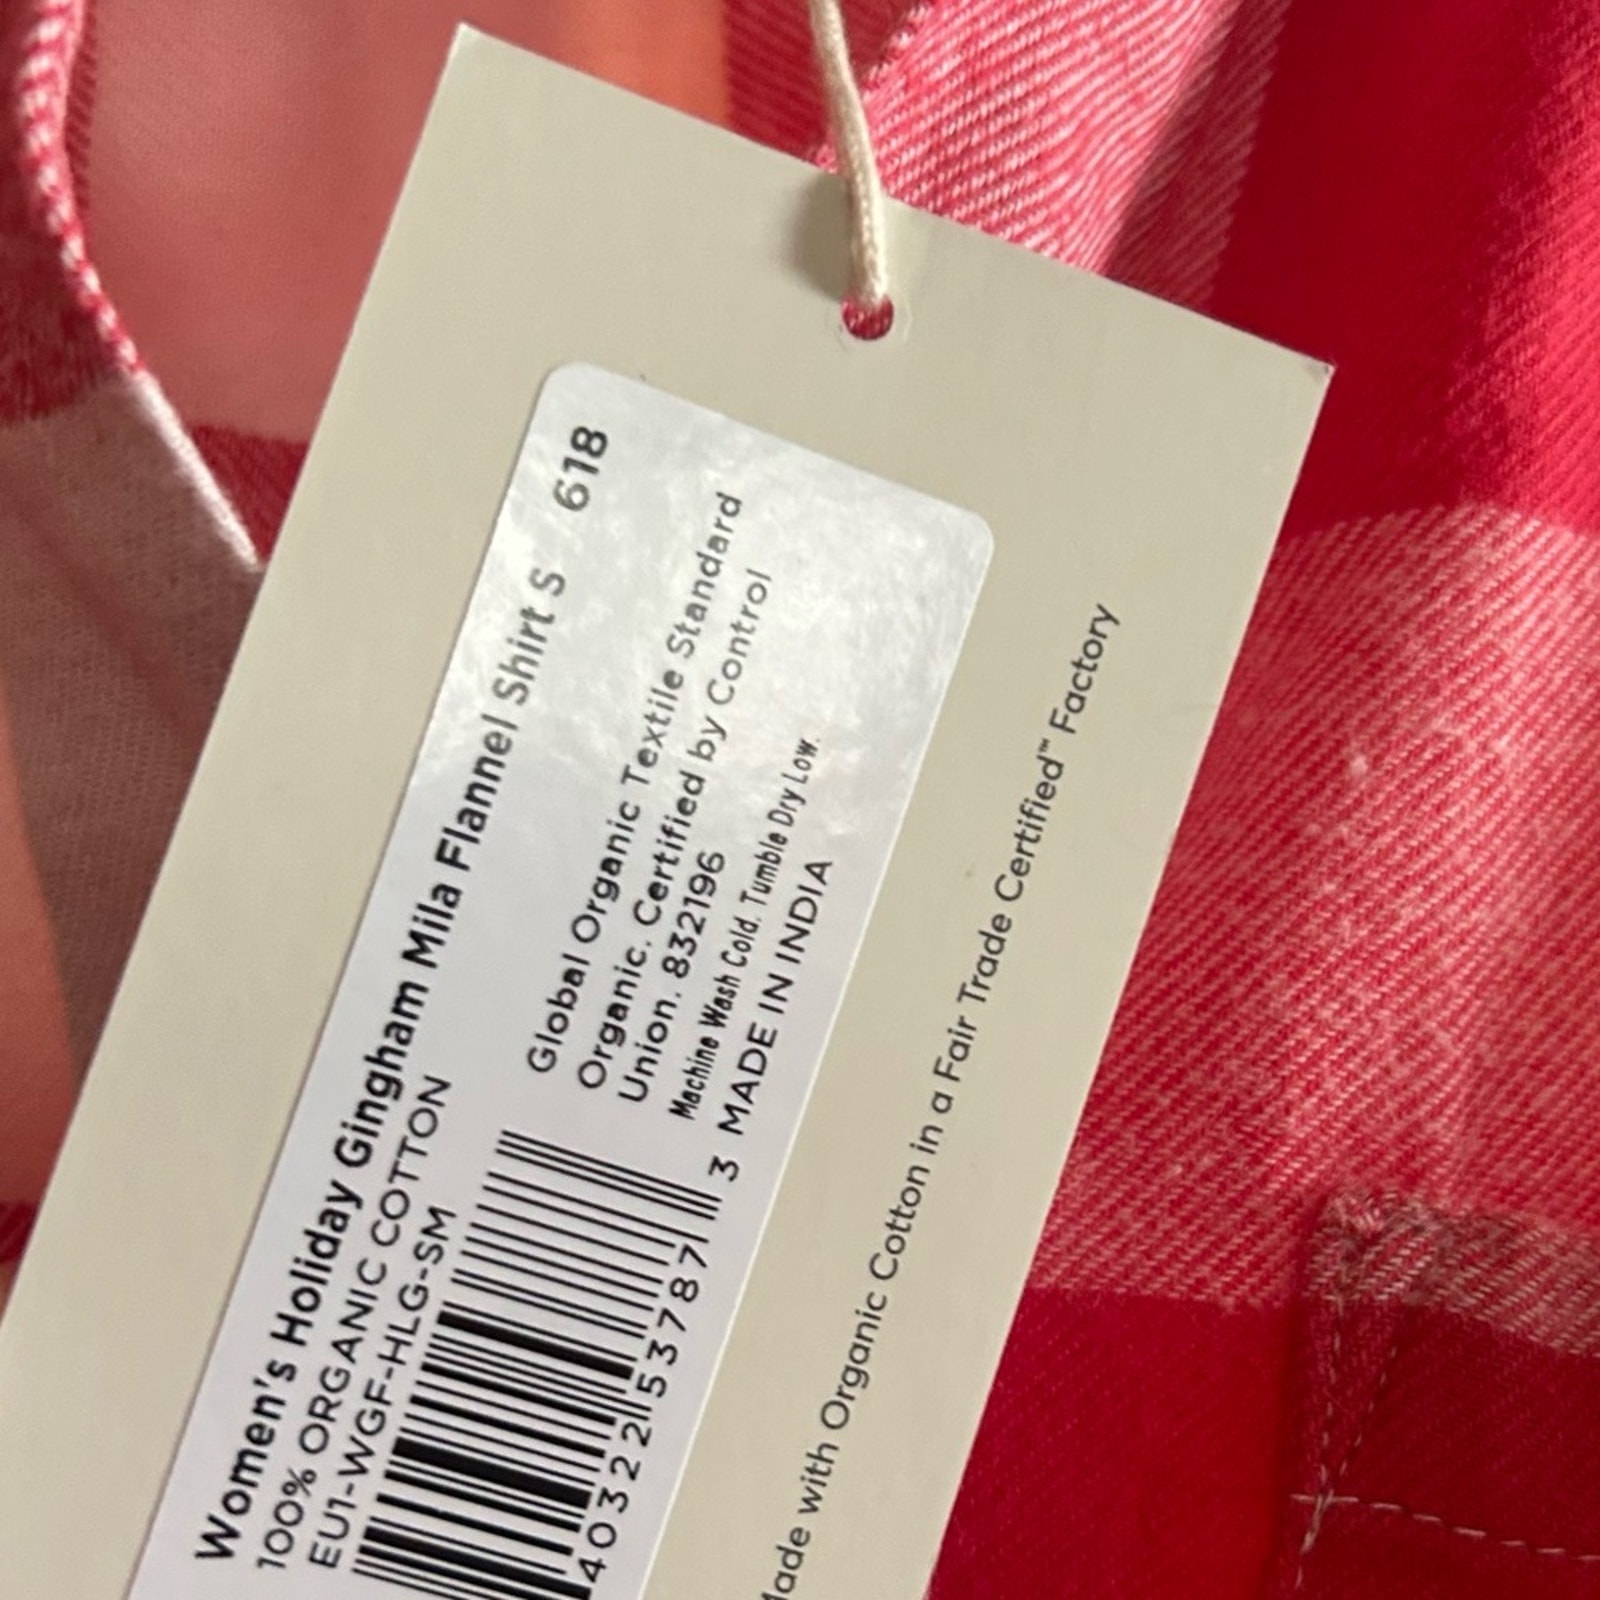 Women's Holiday Gingham Mila Flannel Shirt S 618
100% ORGANIC COTTON
EU1-WGF-HLG-SM
Global Organic Textile Standard
Organic. Certified by Control
Union. 832196
Machine Wash Cold. Tumble Dry Low.
MADE IN INDIA
40322 53787 3
Made with Organic Cotton in a Fair Trade Certified™ Factory